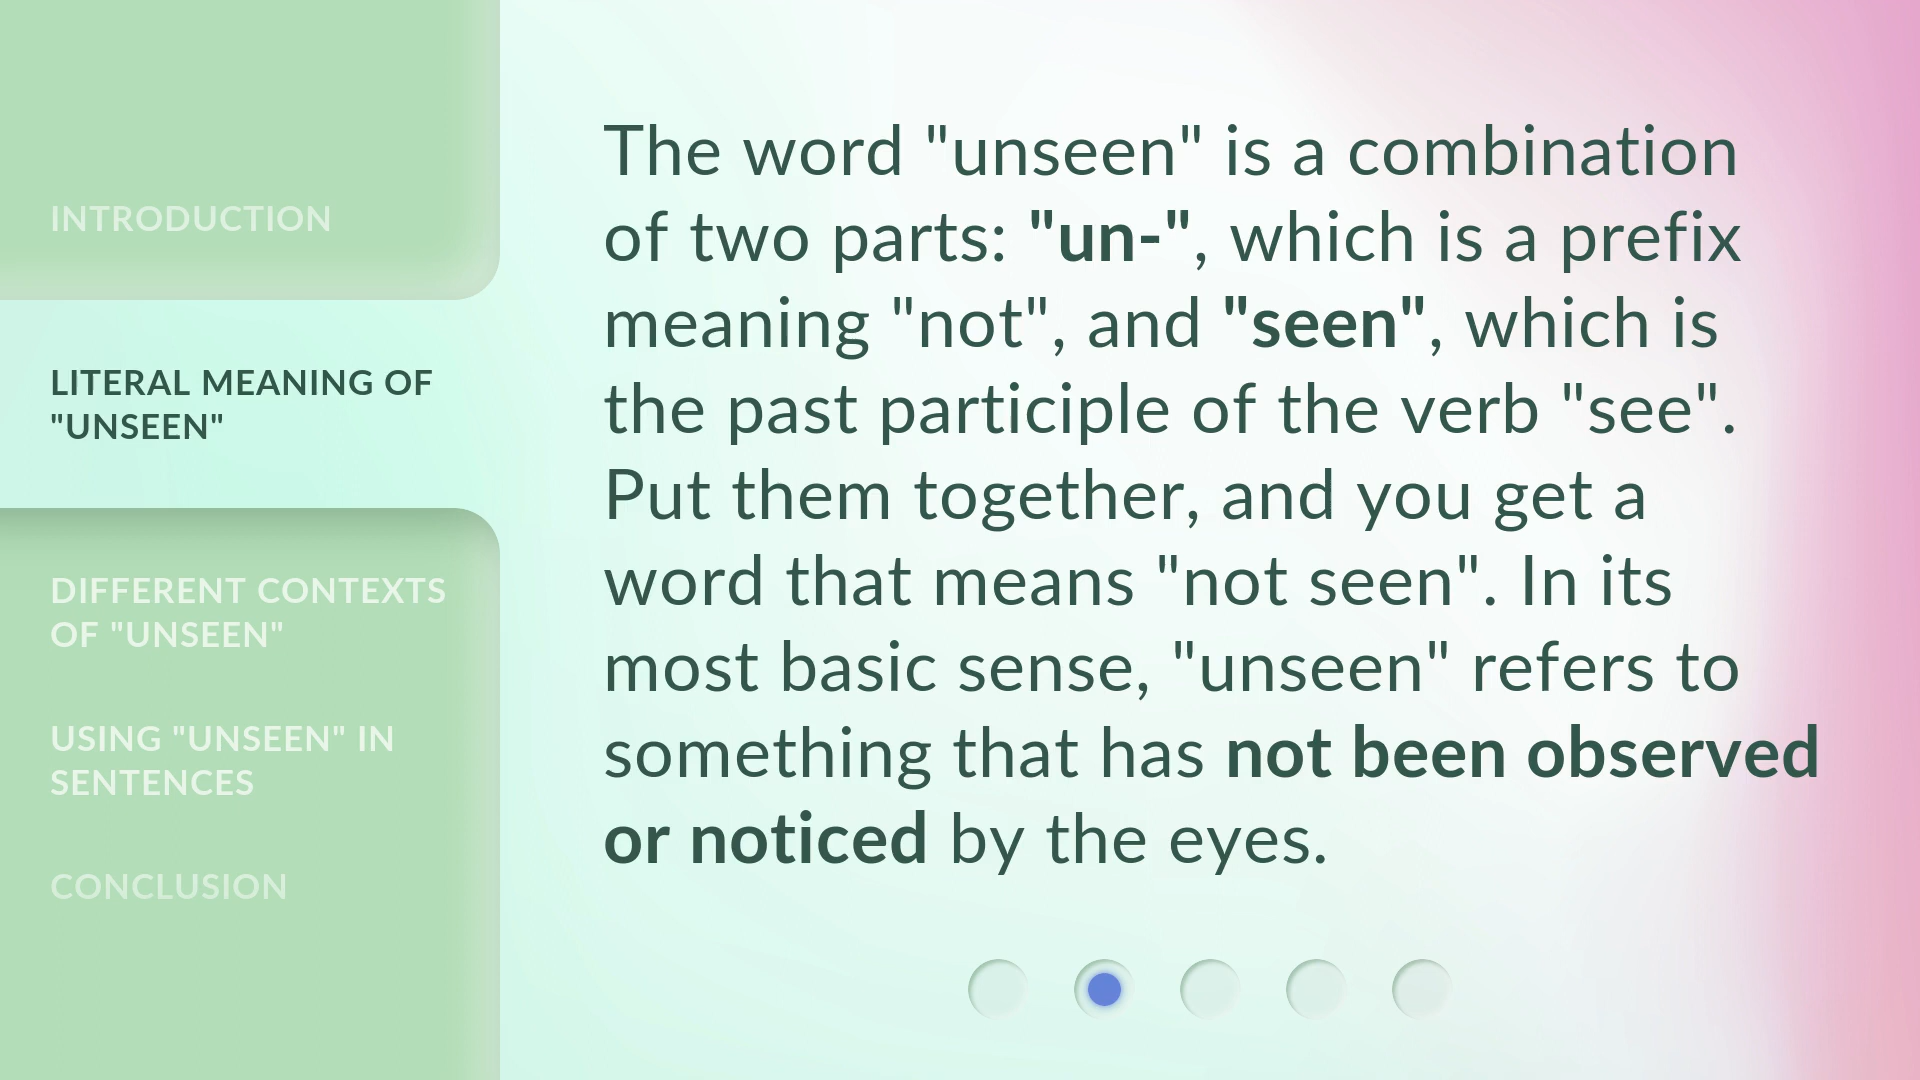 INTRODUCTION
LITERAL MEANING OF
"UNSEEN"
DIFFERENT CONTEXTS
OF "UNSEEN"
USING "UNSEEN" IN
SENTENCES
CONCLUSION
The word "unseen" is a combination
of two parts: "un-", which is a prefix
meaning "not", and "seen", which is
the past participle of the verb "see".
Put them together, and you get a
word that means "not seen". In its
most basic sense, "unseen" refers to
something that has not been observed
or noticed by the eyes.